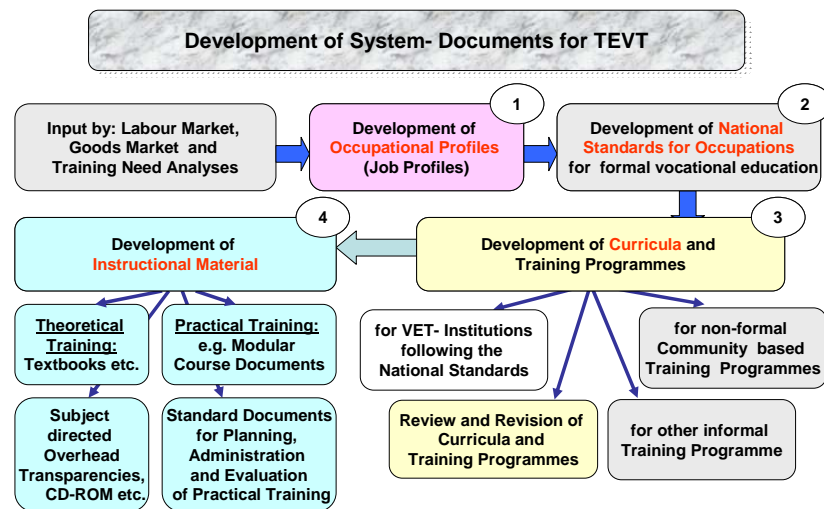 Development of System- Documents for TEVT
Input by: Labour Market,
Goods Market  and
Training Need Analyses
1
Development of
Occupational Profiles
(Job Profiles)
2
Development of National
Standards for Occupations
for  formal vocational education
4
Development of
Instructional Material
3
Development of Curricula and
Training Programmes
Theoretical
Training:
Textbooks etc.
Practical Training:
e.g. Modular
Course Documents
for VET- Institutions
following the
National Standards
for non-formal
Community  based
Training  Programmes
Subject
directed
Overhead
Transparencies,
CD-ROM etc.
Standard Documents
for Planning,
Administration
and Evaluation
of Practical Training
Review and Revision of
Curricula and
Training Programmes
for other informal
Training Programme